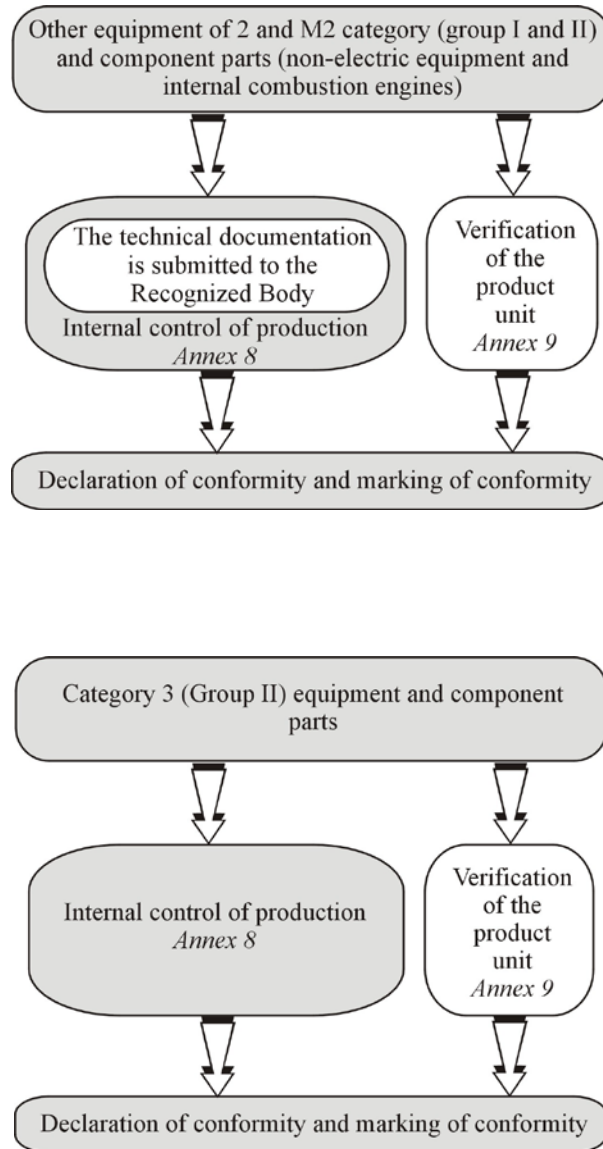 Other equipment of 2 and M2 category (group I and II)
and component parts (non-electric equipment and
internal combustion engines)
The technical documentation
is submitted to the
Recognized Body
Internal control of production
Annex 8
Verification
of the
product
unit
Annex 9
Declaration of conformity and marking of conformity
Category 3 (Group II) equipment and component
parts
Internal control of production
Annex 8
Verification
of the
product
unit
Annex 9
Declaration of conformity and marking of conformity